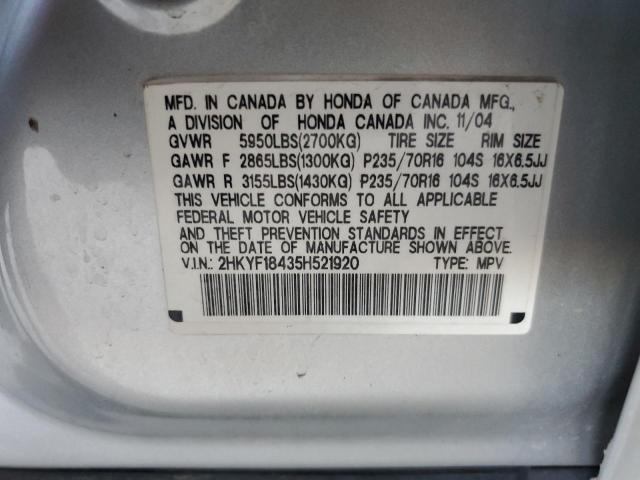 MFD. IN CANADA BY HONDA OF CANADA MFG.,
A DIVISION OF HONDA CANADA INC. 11/04
GVWR 5950LBS(2700KG) TIRE SIZE RIM SIZE
GAWR F 2865LBS(1300KG) P235/70R16 104S 16X6.5JJ
GAWR R 3155LBS(1430KG) P235/70R16 104S 16X6.5JJ
THIS VEHICLE CONFORMS TO ALL APPLICABLE
FEDERAL MOTOR VEHICLE SAFETY
AND THEFT PREVENTION STANDARDS IN EFFECT
ON THE DATE OF MANUFACTURE SHOWN ABOVE.
V.I.N.: 2HKYF18435H521920 TYPE: MPV